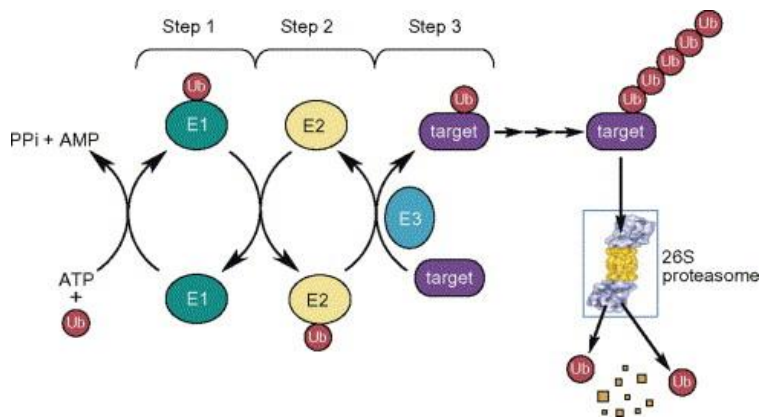 Step 1
Step 2
Step 3
Ub
Ub
Ub
Ub
Ub
Ub
Ub
E1
E2
target
target
PPi + AMP
E3
ATP
+
Ub
E1
E2
Ub
target
26S
proteasome
Ub
Ub